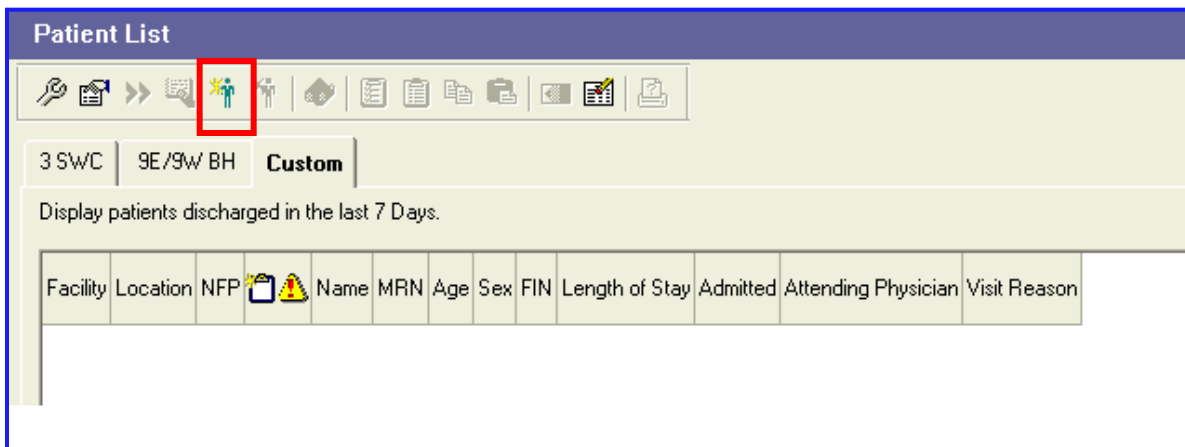 Patient List
3 SWC 9E/9W BH Custom
Display patients discharged in the last 7 Days.
Facility Location NFP Name MRN Age Sex FIN Length of Stay Admitted Attending Physician Visit Reason